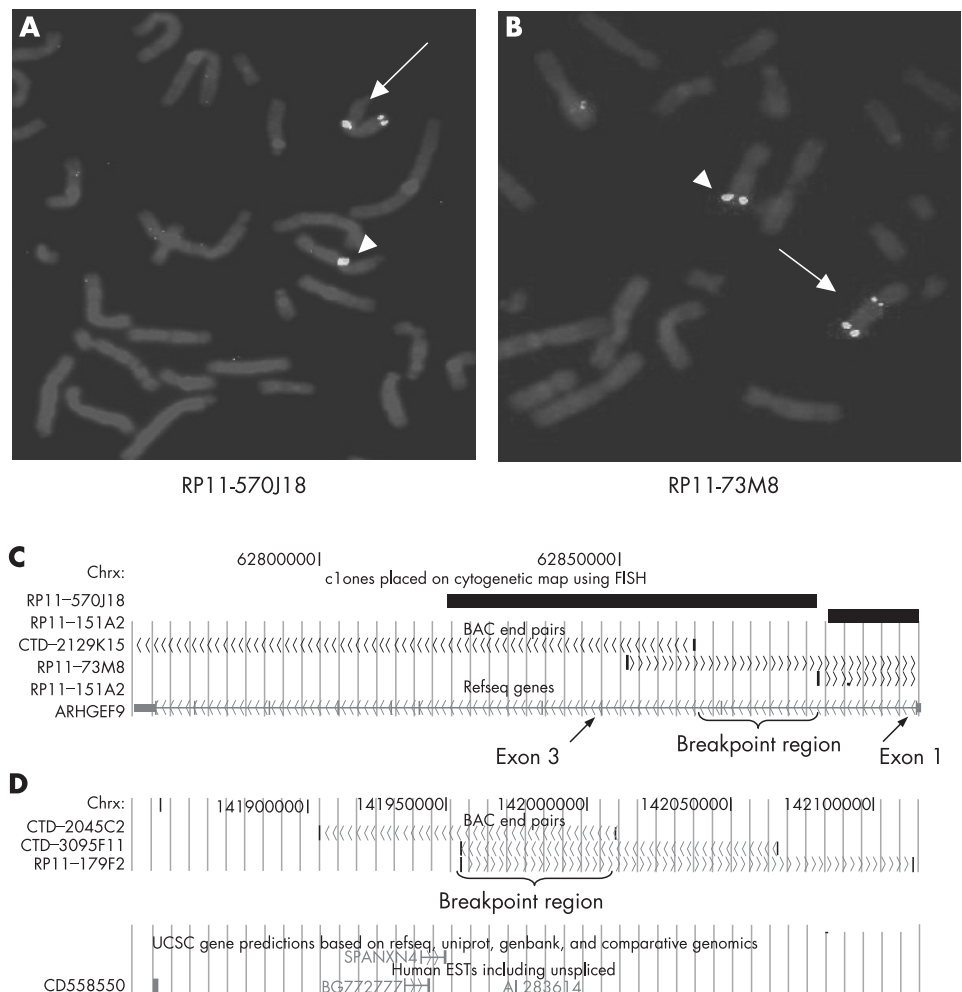 A
B
RP11-570J18
RP11-73M8
C
Chrx:
62800000
62850000
clones placed on cytogenetic map using FISH
RP11-570J18
RP11-151A2
BAC end pairs
CTD-2129K15
RP11-73M8
RP11-151A2
Refseq genes
ARHGEF9
Exon 3
Breakpoint region
Exon 1
D
Chrx:
141900000
141950000
142000000
142050000
142100000
CTD-2045C2
BAC end pairs
CTD-3095F11
RP11-179F2
Breakpoint region
UCSC gene predictions based on refseq, uniprot, genbank, and comparative genomics
SPANXN4
Human ESTs including unspliced
CD558550
BG772777
AL283614